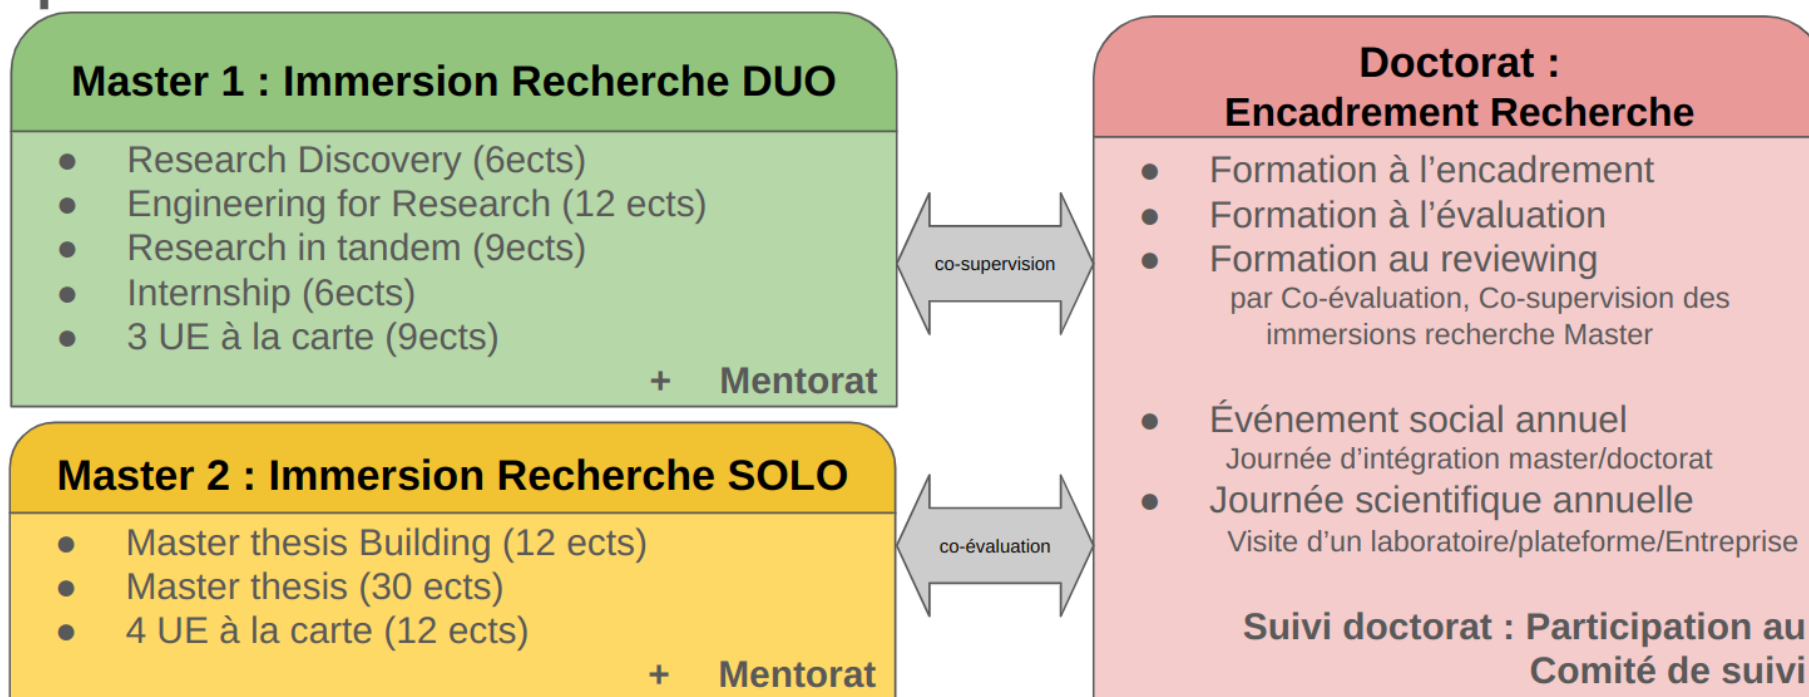 Master 1 : Immersion Recherche DUO
● Research Discovery (6ects)
● Engineering for Research (12 ects)
● Research in tandem (9ects)
● Internship (6ects)
● 3 UE à la carte (9ects)
+ Mentorat
Master 2 : Immersion Recherche SOLO
● Master thesis Building (12 ects)
● Master thesis (30 ects)
● 4 UE à la carte (12 ects)
+ Mentorat
co-supervision
co-évaluation
Doctorat :
Encadrement Recherche
● Formation à l’encadrement
● Formation à l’évaluation
● Formation au reviewing
par Co-évaluation, Co-supervision des
immersions recherche Master
● Événement social annuel
Journée d’intégration master/doctorat
● Journée scientifique annuelle
Visite d’un laboratoire/plateforme/Entreprise
Suivi doctorat : Participation au
Comité de suivi